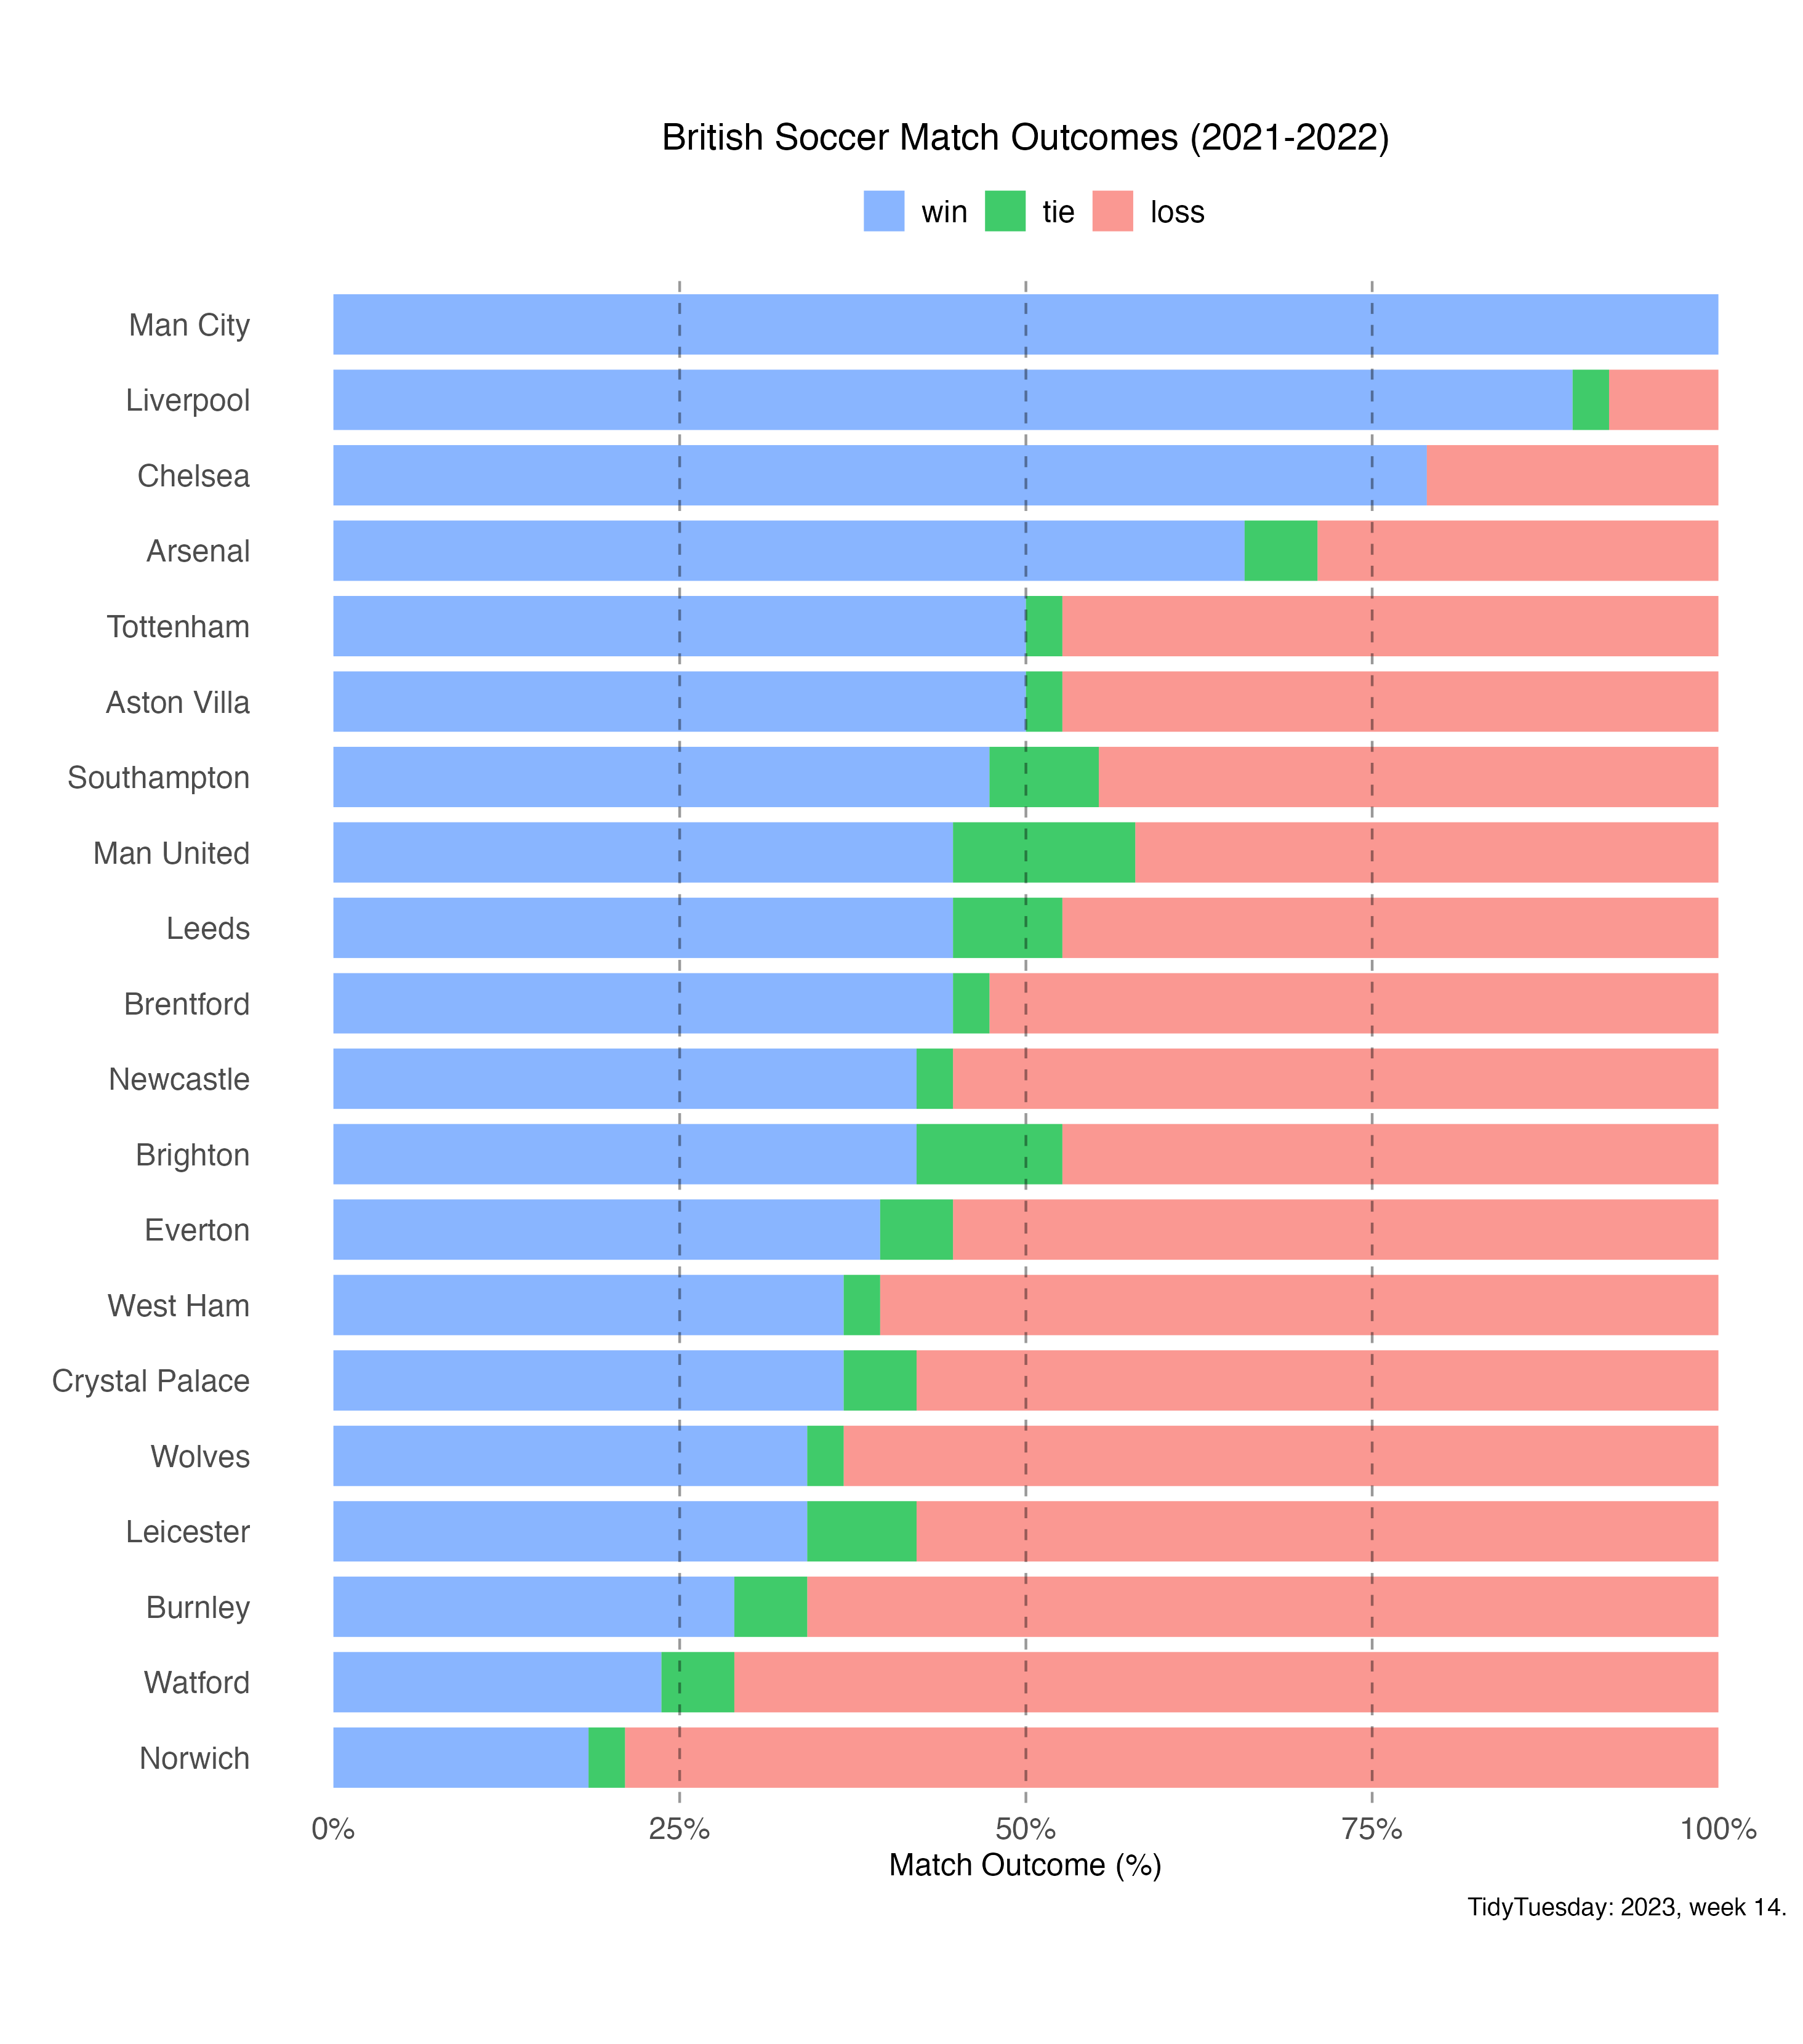 British Soccer Match Outcomes (2021-2022)
win tie loss
Man City
Liverpool
Chelsea
Arsenal
Tottenham
Aston Villa
Southampton
Man United
Leeds
Brentford
Newcastle
Brighton
Everton
West Ham
Crystal Palace
Wolves
Leicester
Burnley
Watford
Norwich
0% 25% 50% 75% 100%
Match Outcome (%)
TidyTuesday: 2023, week 14.